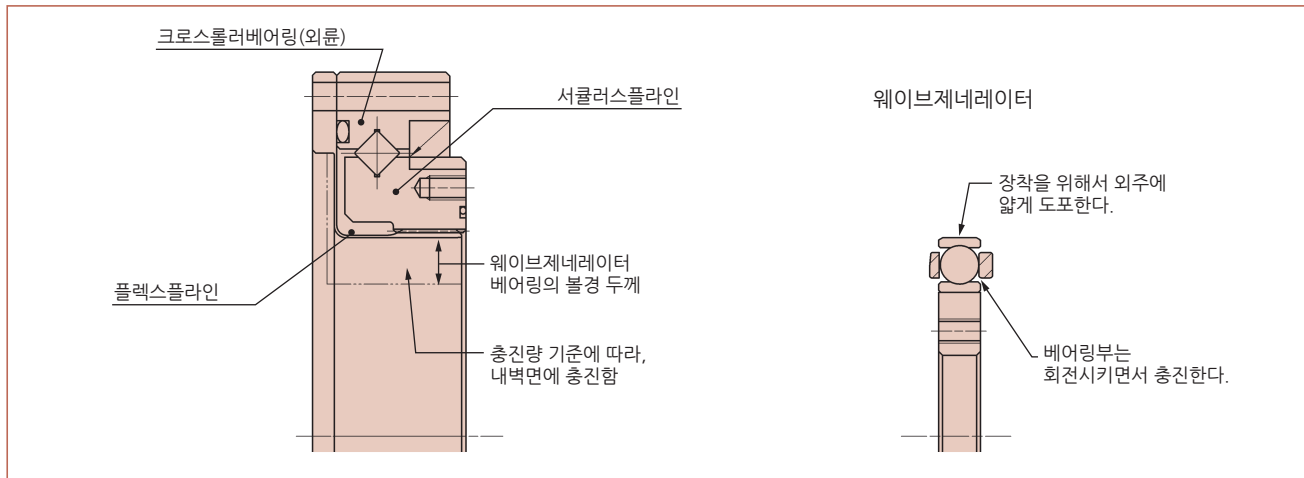 크로스롤러베어링(외륜)
서큘러스플라인
웨이브제네레이터
장착을 위해서 외주에
얇게 도포한다.
웨이브제네레이터
베어링의 볼경 두께
플렉스플라인
충진량 기준에 따라,
내벽면에 충진함
베어링부는
회전시키면서 충진한다.